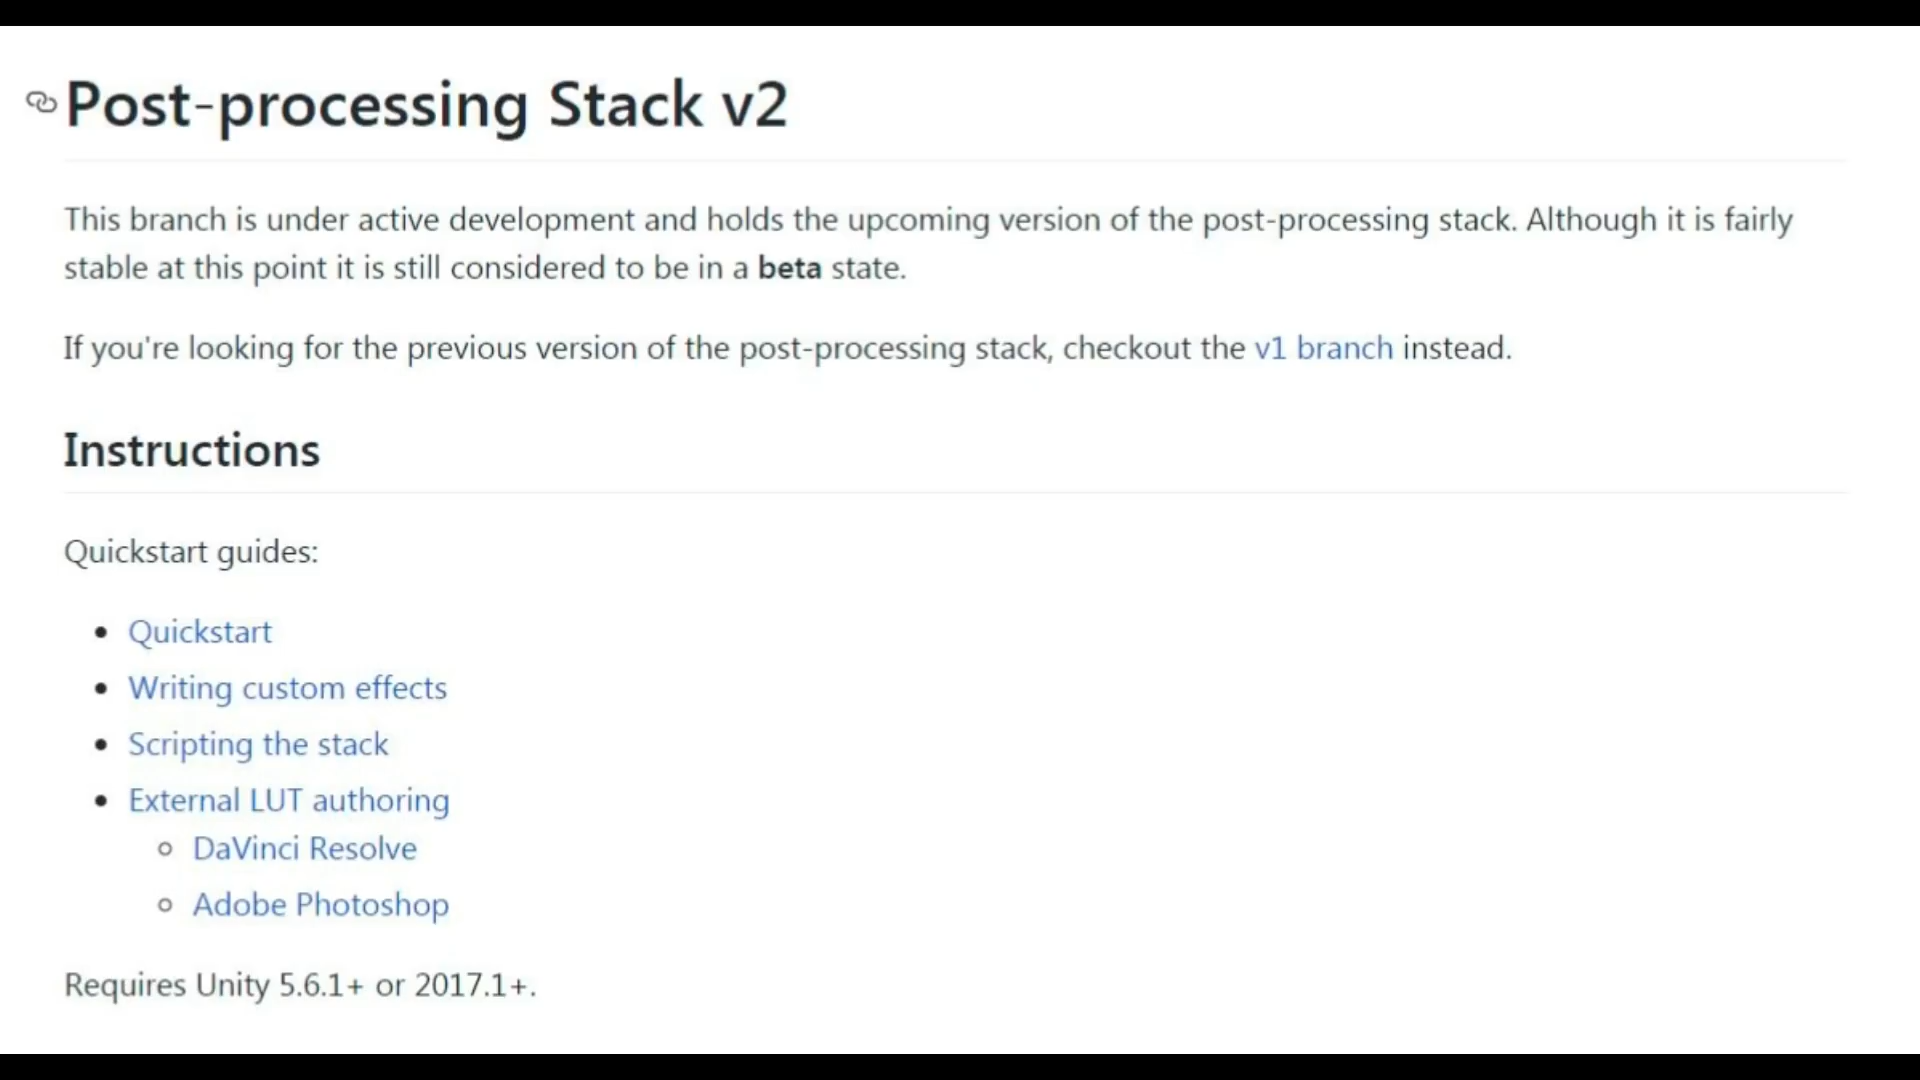 Post-processing Stack v2
This branch is under active development and holds the upcoming version of the post-processing stack. Although it is fairly
stable at this point it is still considered to be in a beta state.
If you're looking for the previous version of the post-processing stack, checkout the v1 branch instead.
Instructions
Quickstart guides:
Quickstart
Writing custom effects
Scripting the stack
External LUT authoring
DaVinci Resolve
Adobe Photoshop
Requires Unity 5.6.1+ or 2017.1+.